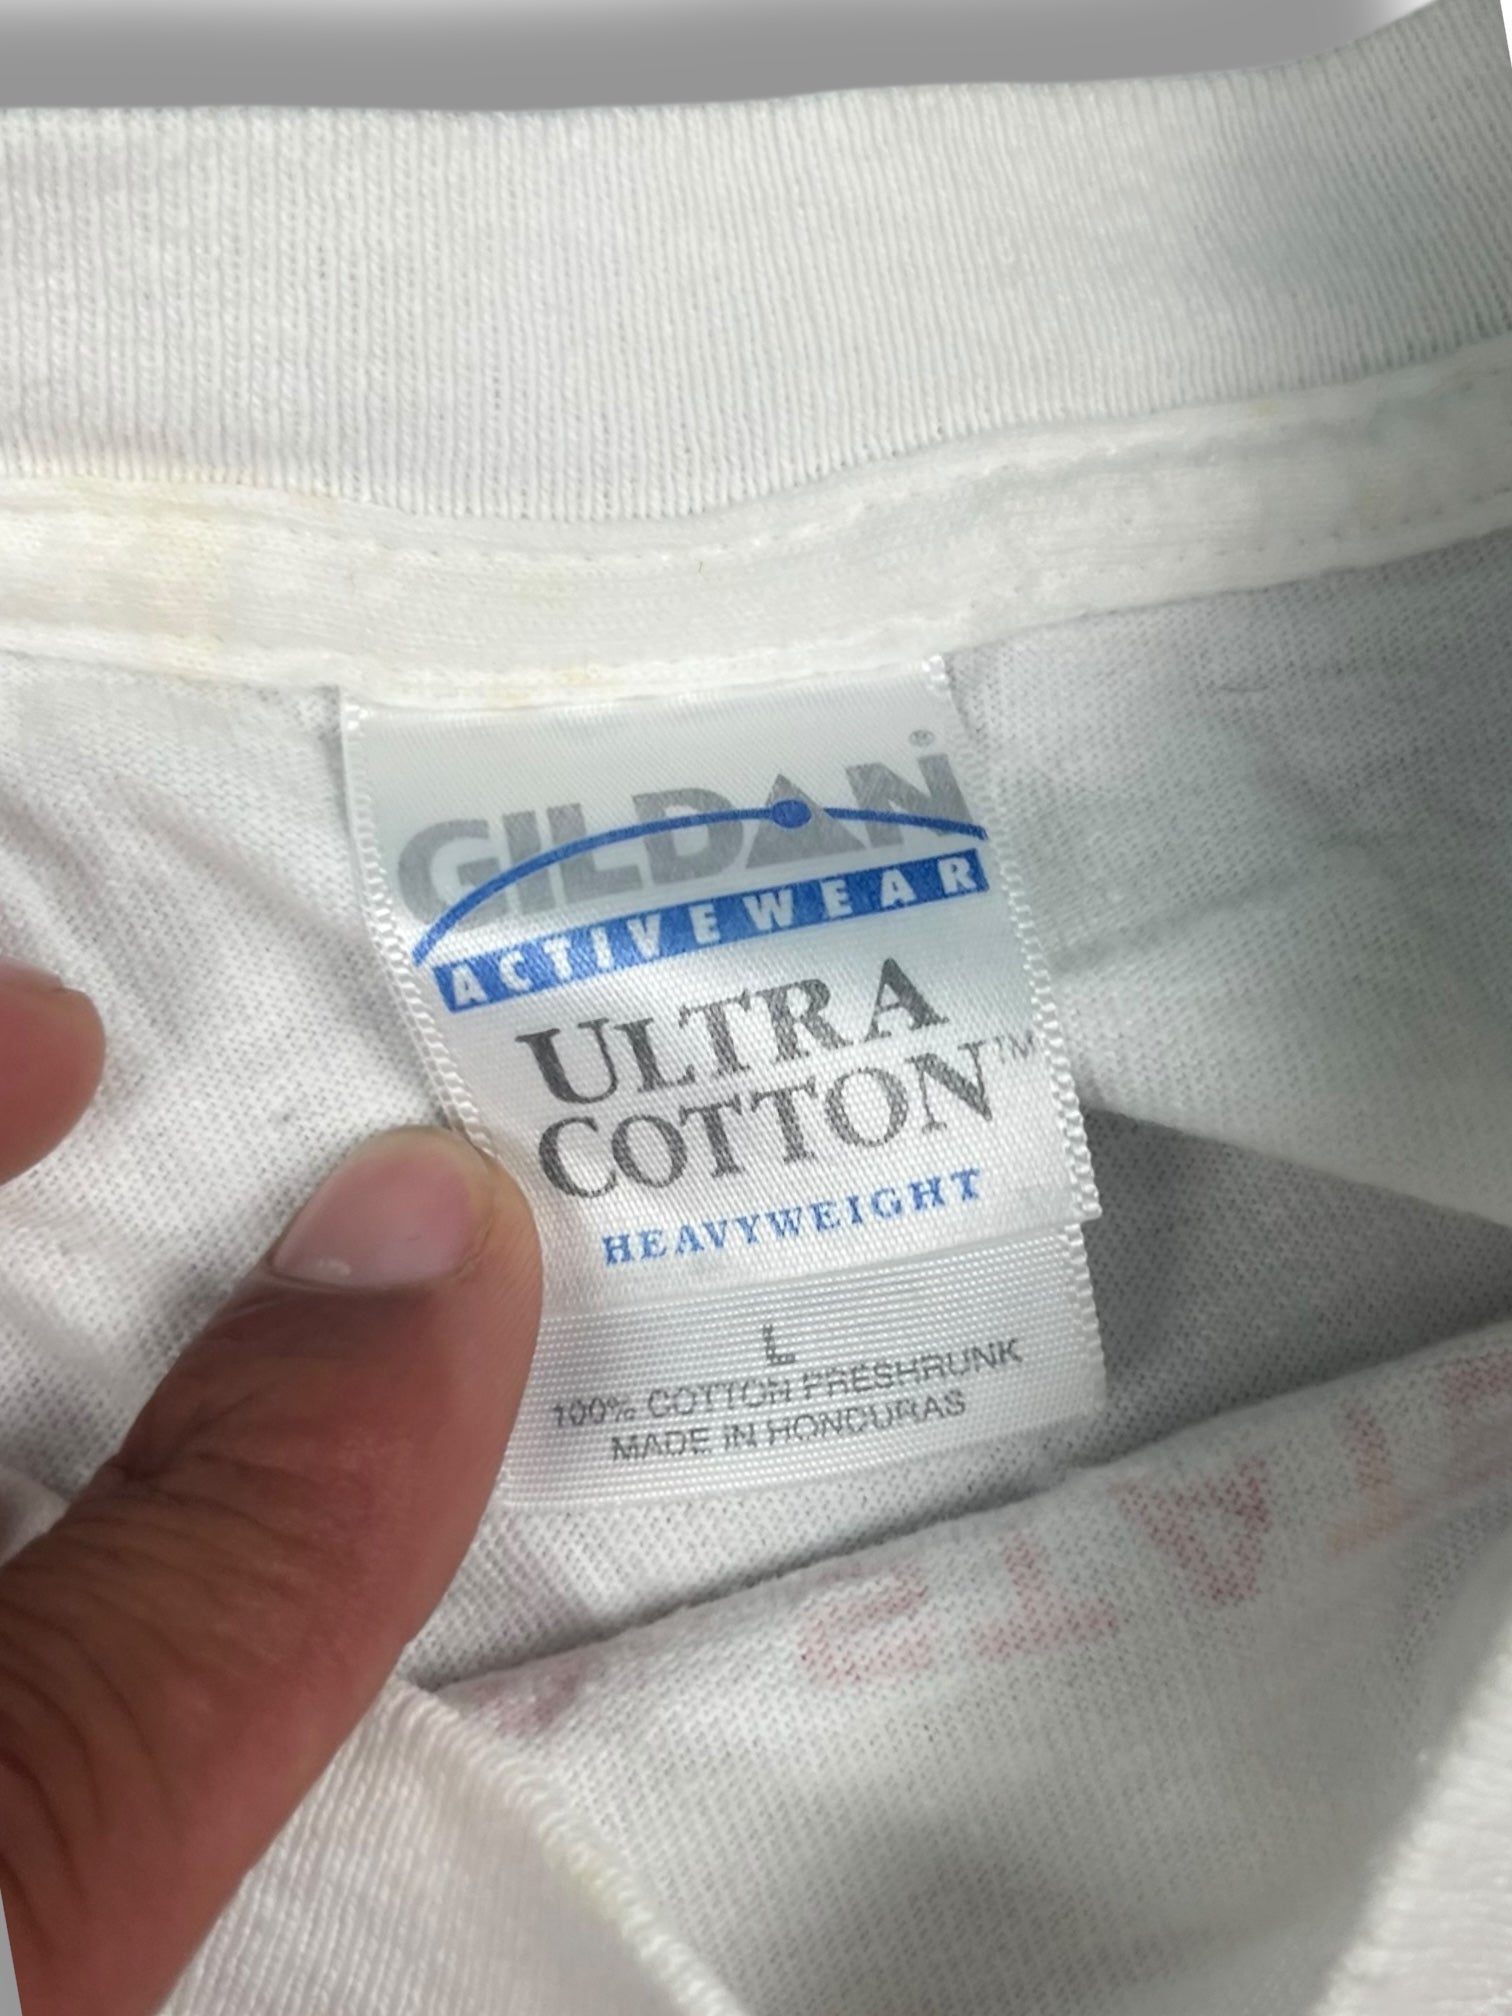 GILDAN®
ACTIVEWEAR
ULTRA
COTTON™
HEAVYWEIGHT
L
100% COTTON PRESHRUNK
MADE IN HONDURAS